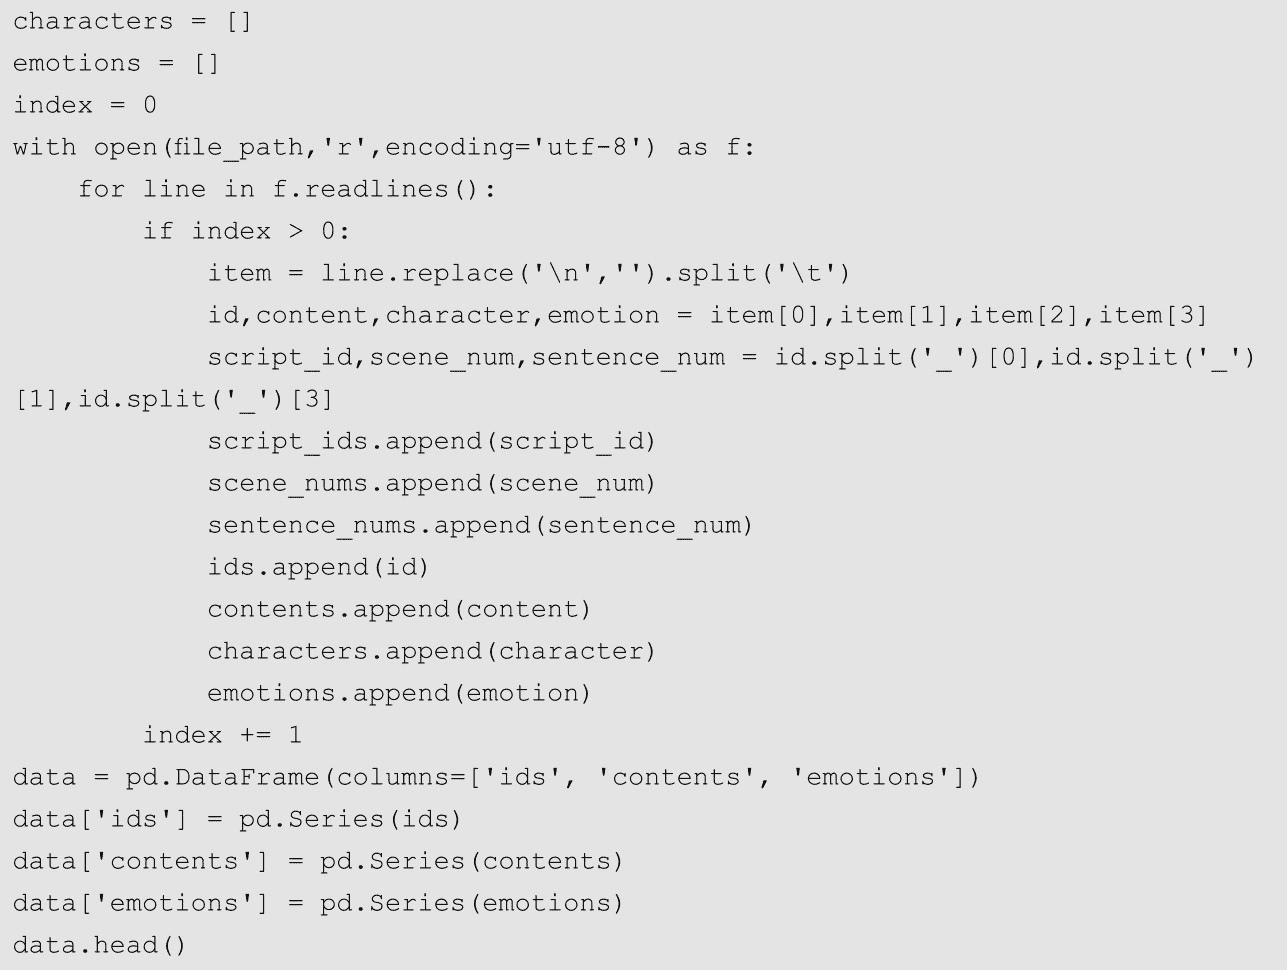 characters = []
emotions = []
index = 0
with open(file_path,'r',encoding='utf-8') as f:
    for line in f.readlines():
        if index > 0:
            item = line.replace('\n','').split('\t')
            id,content,character,emotion = item[0],item[1],item[2],item[3]
            script_id,scene_num,sentence_num = id.split('_')[0],id.split('_')
[1],id.split('_')[3]
            script_ids.append(script_id)
            scene_nums.append(scene_num)
            sentence_nums.append(sentence_num)
            ids.append(id)
            contents.append(content)
            characters.append(character)
            emotions.append(emotion)
        index += 1
data = pd.DataFrame(columns=['ids', 'contents', 'emotions'])
data['ids'] = pd.Series(ids)
data['contents'] = pd.Series(contents)
data['emotions'] = pd.Series(emotions)
data.head()